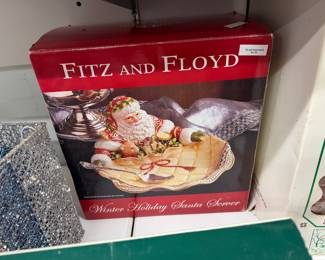 FITZ AND FLOYD
Winter Holiday Santa Server